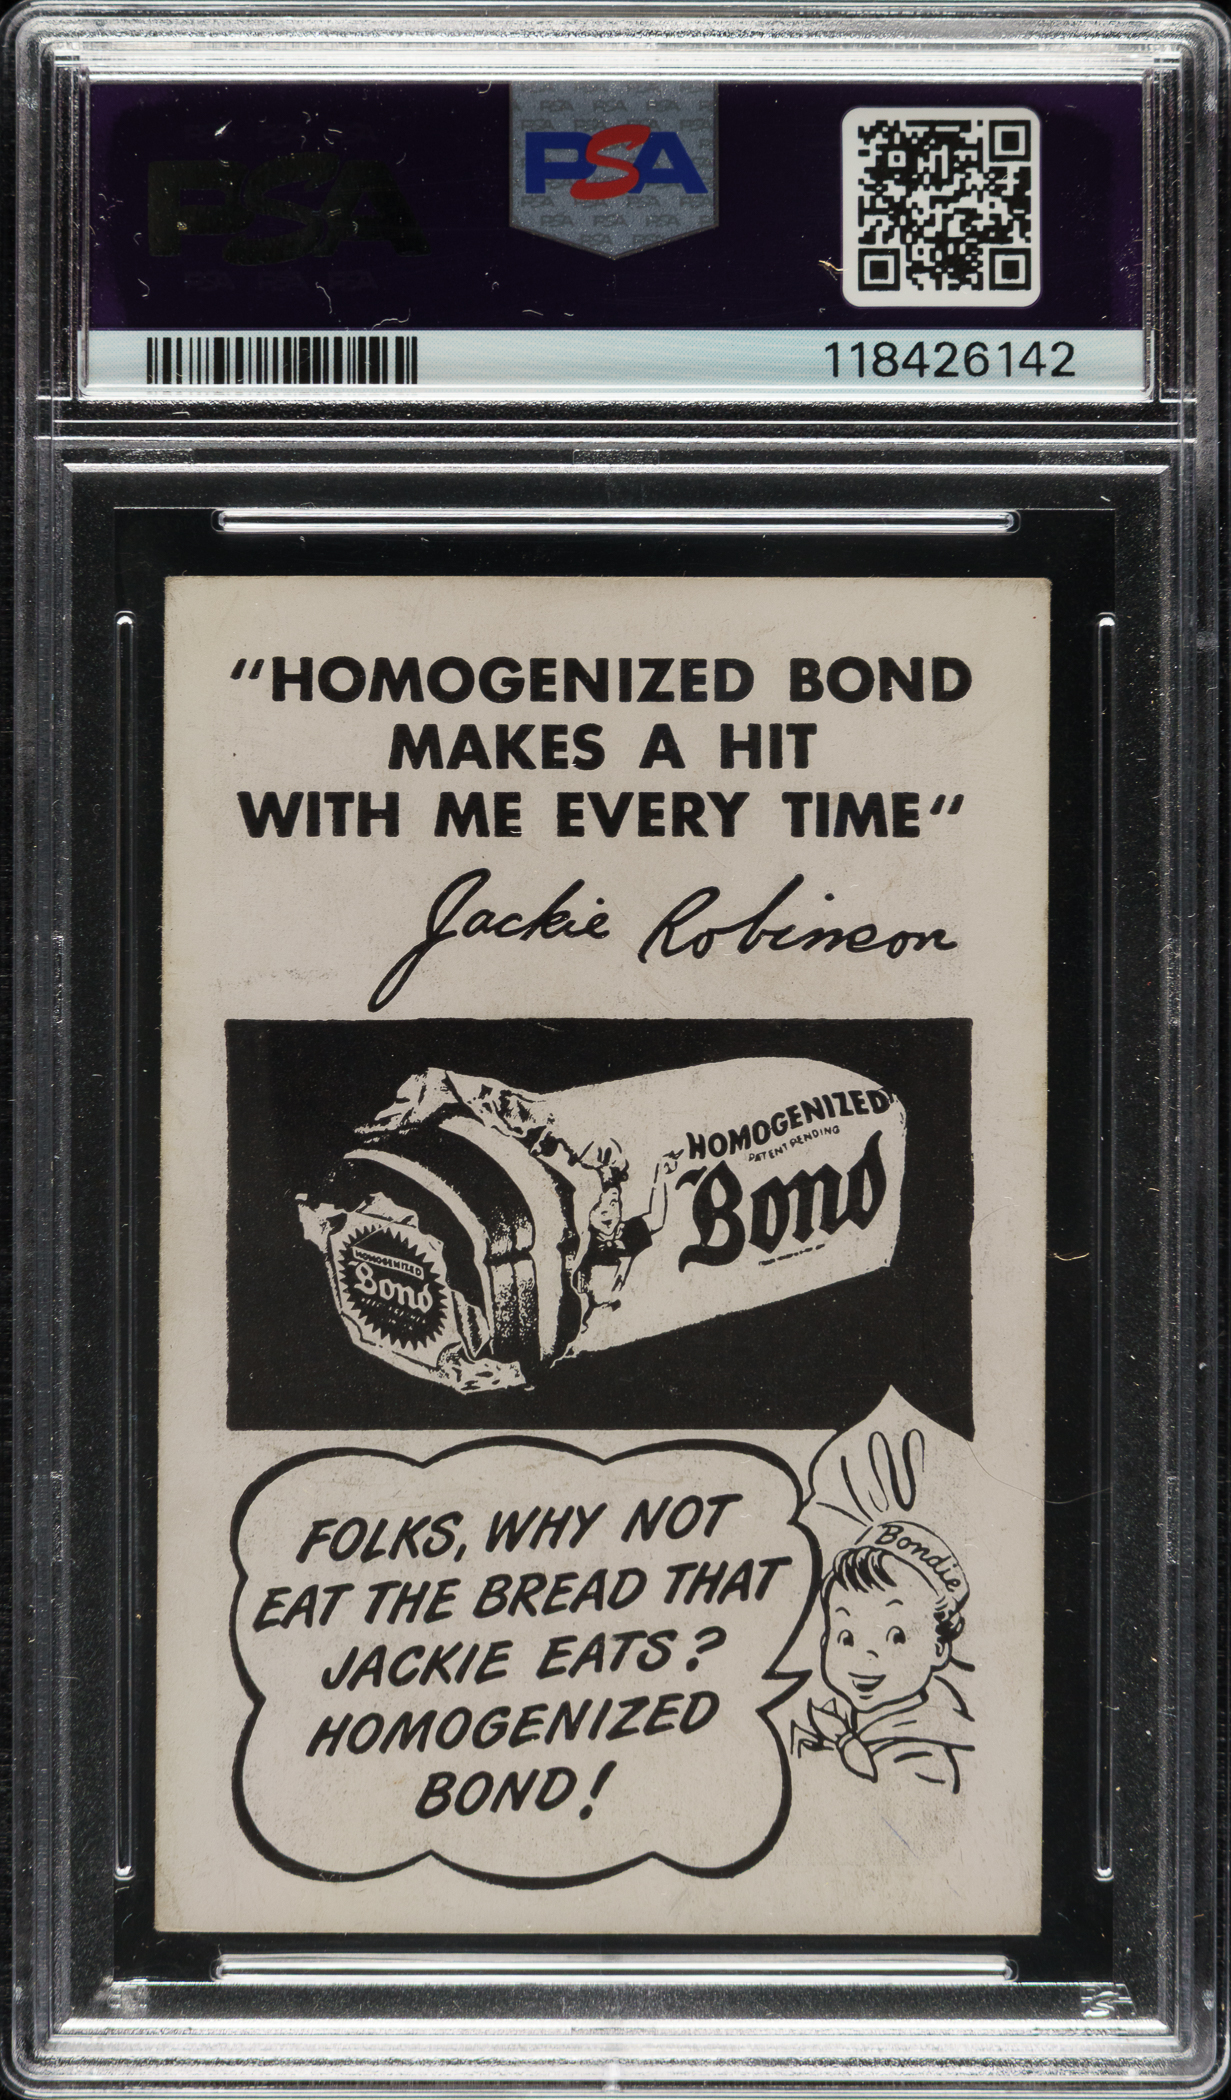 PSA
PSA
118426142
"HOMOGENIZED BOND
MAKES A HIT
WITH ME EVERY TIME"
Jackie Robinson
HOMOGENIZED
PATENT PENDING
Bond
HOMOGENIZED
Bond
Bondie
FOLKS, WHY NOT
EAT THE BREAD THAT
JACKIE EATS?
HOMOGENIZED
BOND!